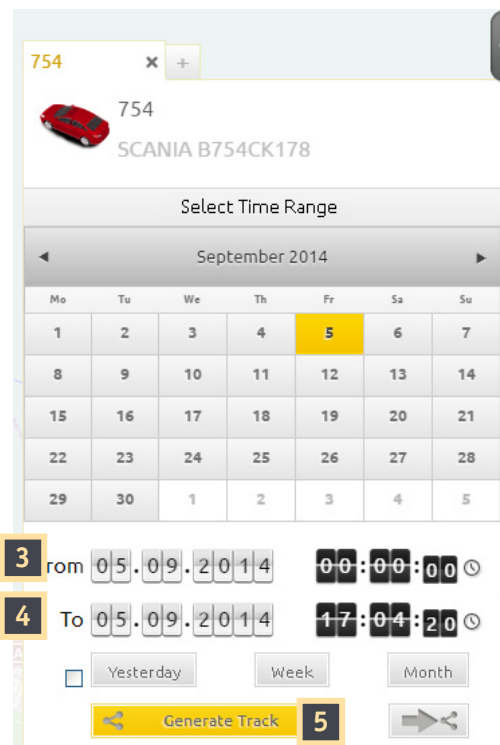 754 × +
754
SCANIA B754CK178
Select Time Range
◄ September 2014 ►
Mo Tu We Th Fr Sa Su
1 2 3 4 5 6 7
8 9 10 11 12 13 14
15 16 17 18 19 20 21
22 23 24 25 26 27 28
29 30 1 2 3 4 5
3 rom 05.09.2014 00:00:00
4 To 05.09.2014 17:04:20
Yesterday Week Month
Generate Track 5